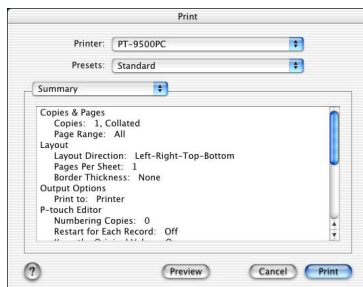 Print
Printer: PT-9500PC
Presets: Standard
Summary
Copies & Pages
Copies: 1, Collated
Page Range: All
Layout
Layout Direction: Left-Right-Top-Bottom
Pages Per Sheet: 1
Border Thickness: None
Output Options
Print to: Printer
P-touch Editor
Numbering Copies: 0
Restart for Each Record: Off
?
Preview
Cancel
Print